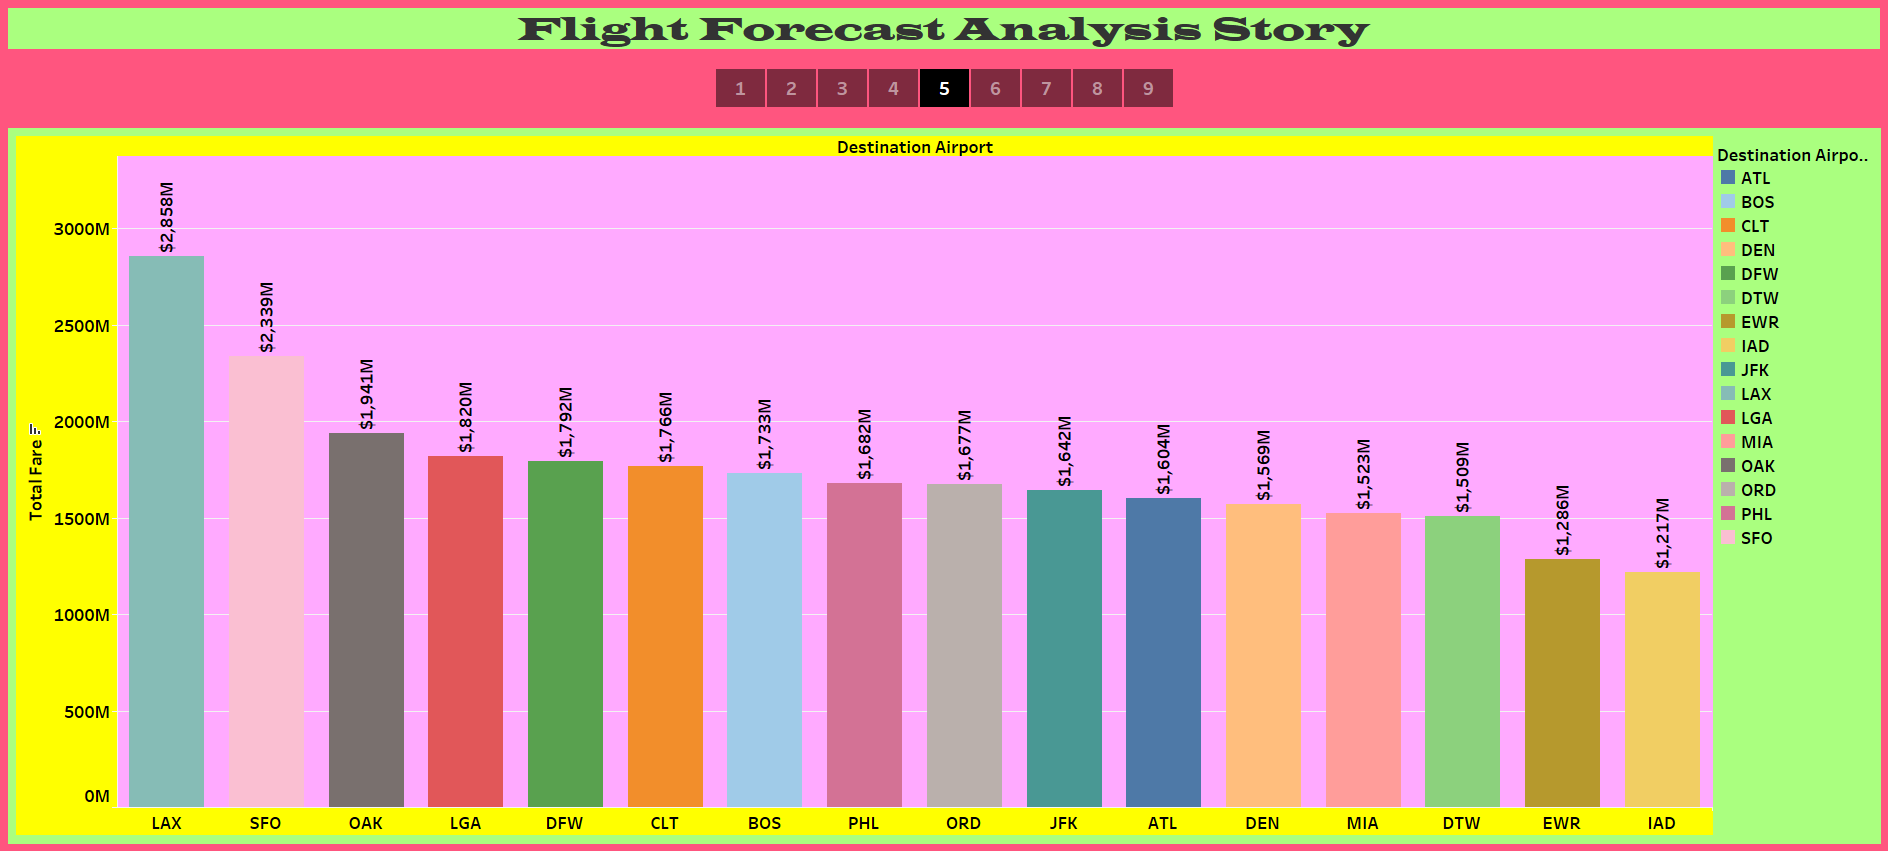 Flight Forecast Analysis Story
1 2 3 4 5 6 7 8 9
Destination Airport
Total Fare
3000M
2500M
2000M
1500M
1000M
500M
0M
$2,858M
$2,339M
$1,941M
$1,820M
$1,792M
$1,766M
$1,733M
$1,682M
$1,677M
$1,642M
$1,604M
$1,569M
$1,523M
$1,509M
$1,286M
$1,217M
LAX SFO OAK LGA DFW CLT BOS PHL ORD JFK ATL DEN MIA DTW EWR IAD
Destination Airpo..
ATL
BOS
CLT
DEN
DFW
DTW
EWR
IAD
JFK
LAX
LGA
MIA
OAK
ORD
PHL
SFO